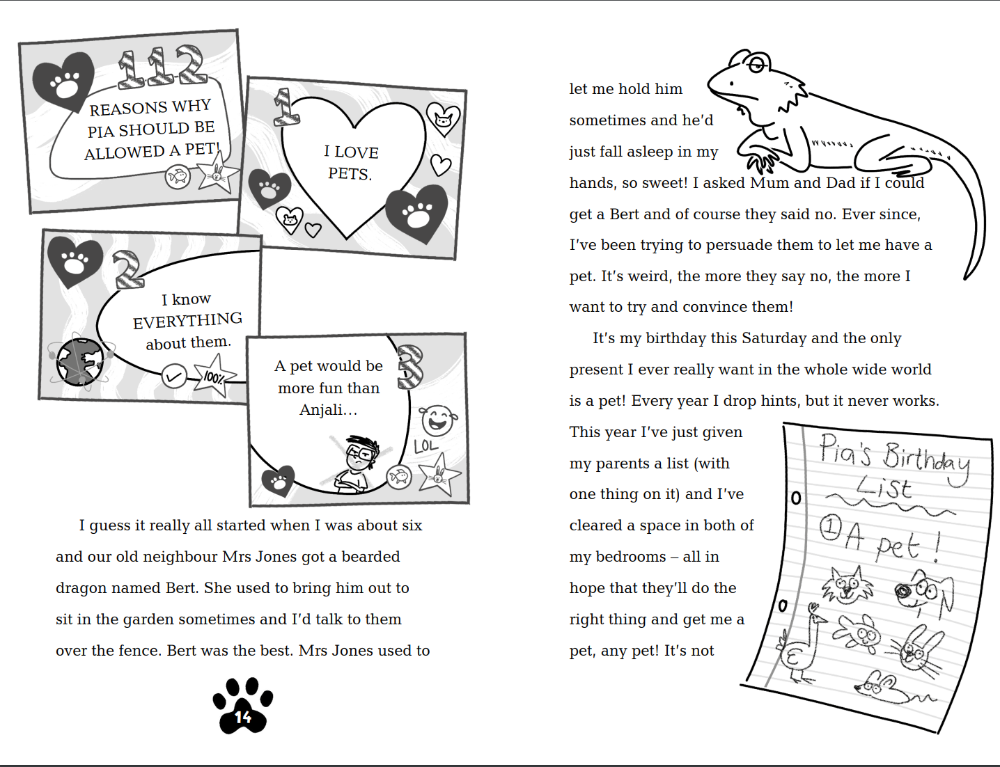 112
REASONS WHY
PIA SHOULD BE
ALLOWED A PET!
1
I LOVE
PETS.
2
I know
EVERYTHING
about them.
100%
3
A pet would be
more fun than
Anjali…
LOL
I guess it really all started when I was about six
and our old neighbour Mrs Jones got a bearded
dragon named Bert. She used to bring him out to
sit in the garden sometimes and I’d talk to them
over the fence. Bert was the best. Mrs Jones used to
14
let me hold him
sometimes and he’d
just fall asleep in my
hands, so sweet! I asked Mum and Dad if I could
get a Bert and of course they said no. Ever since,
I’ve been trying to persuade them to let me have a
pet. It’s weird, the more they say no, the more I
want to try and convince them!
It’s my birthday this Saturday and the only
present I ever really want in the whole wide world
is a pet! Every year I drop hints, but it never works.
This year I’ve just given
my parents a list (with
one thing on it) and I’ve
cleared a space in both of
my bedrooms – all in
hope that they’ll do the
right thing and get me a
pet, any pet! It’s not
Pia's Birthday
List
1 A pet!